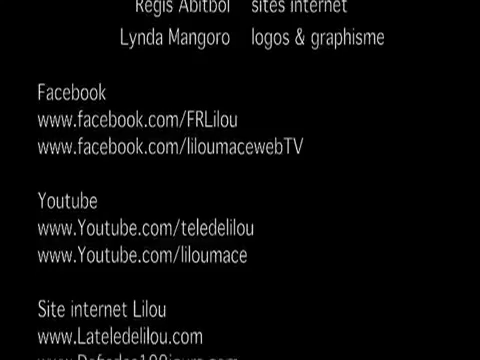 Regis Abitbol sites internet
Lynda Mangoro logos & graphisme
Facebook
www.facebook.com/FRLilou
www.facebook.com/liloumacewebTV
Youtube
www.Youtube.com/teledelilou
www.Youtube.com/liloumace
Site internet Lilou
www.Lateledelilou.com